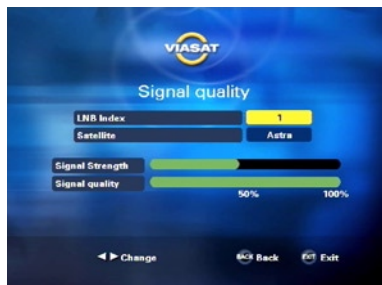 VIASAT
Signal quality
LNB Index 1
Satellite Astra
Signal Strength
Signal quality
50% 100%
Change BACK Back EXIT Exit